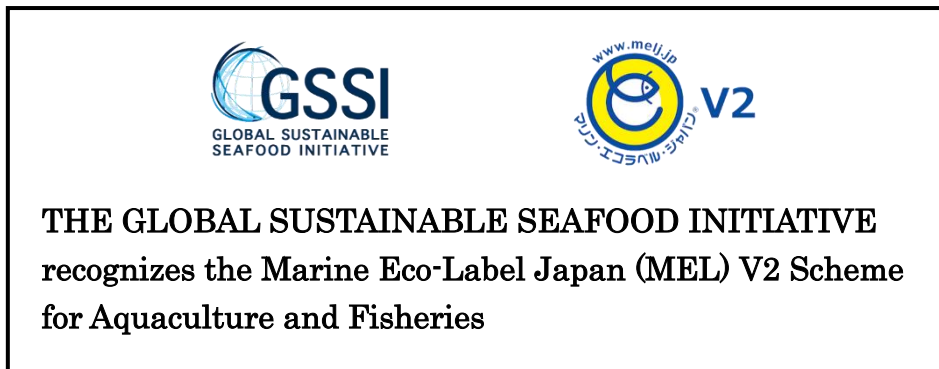 GSSI
GLOBAL SUSTAINABLE
SEAFOOD INITIATIVE
www.melj.jp
マリン・エコラベル・ジャパン®
V2
THE GLOBAL SUSTAINABLE SEAFOOD INITIATIVE
recognizes the Marine Eco-Label Japan (MEL) V2 Scheme
for Aquaculture and Fisheries